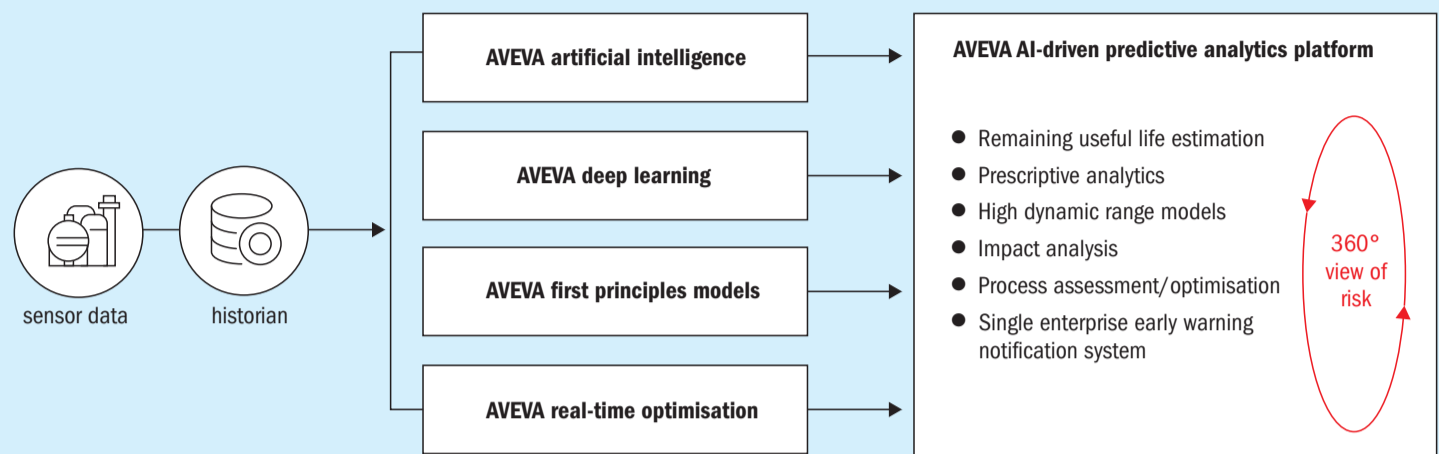 sensor data
historian
AVEVA artificial intelligence
AVEVA deep learning
AVEVA first principles models
AVEVA real-time optimisation
AVEVA AI-driven predictive analytics platform
● Remaining useful life estimation
● Prescriptive analytics
● High dynamic range models
● Impact analysis
● Process assessment/optimisation
● Single enterprise early warning
notification system
360°
view of
risk